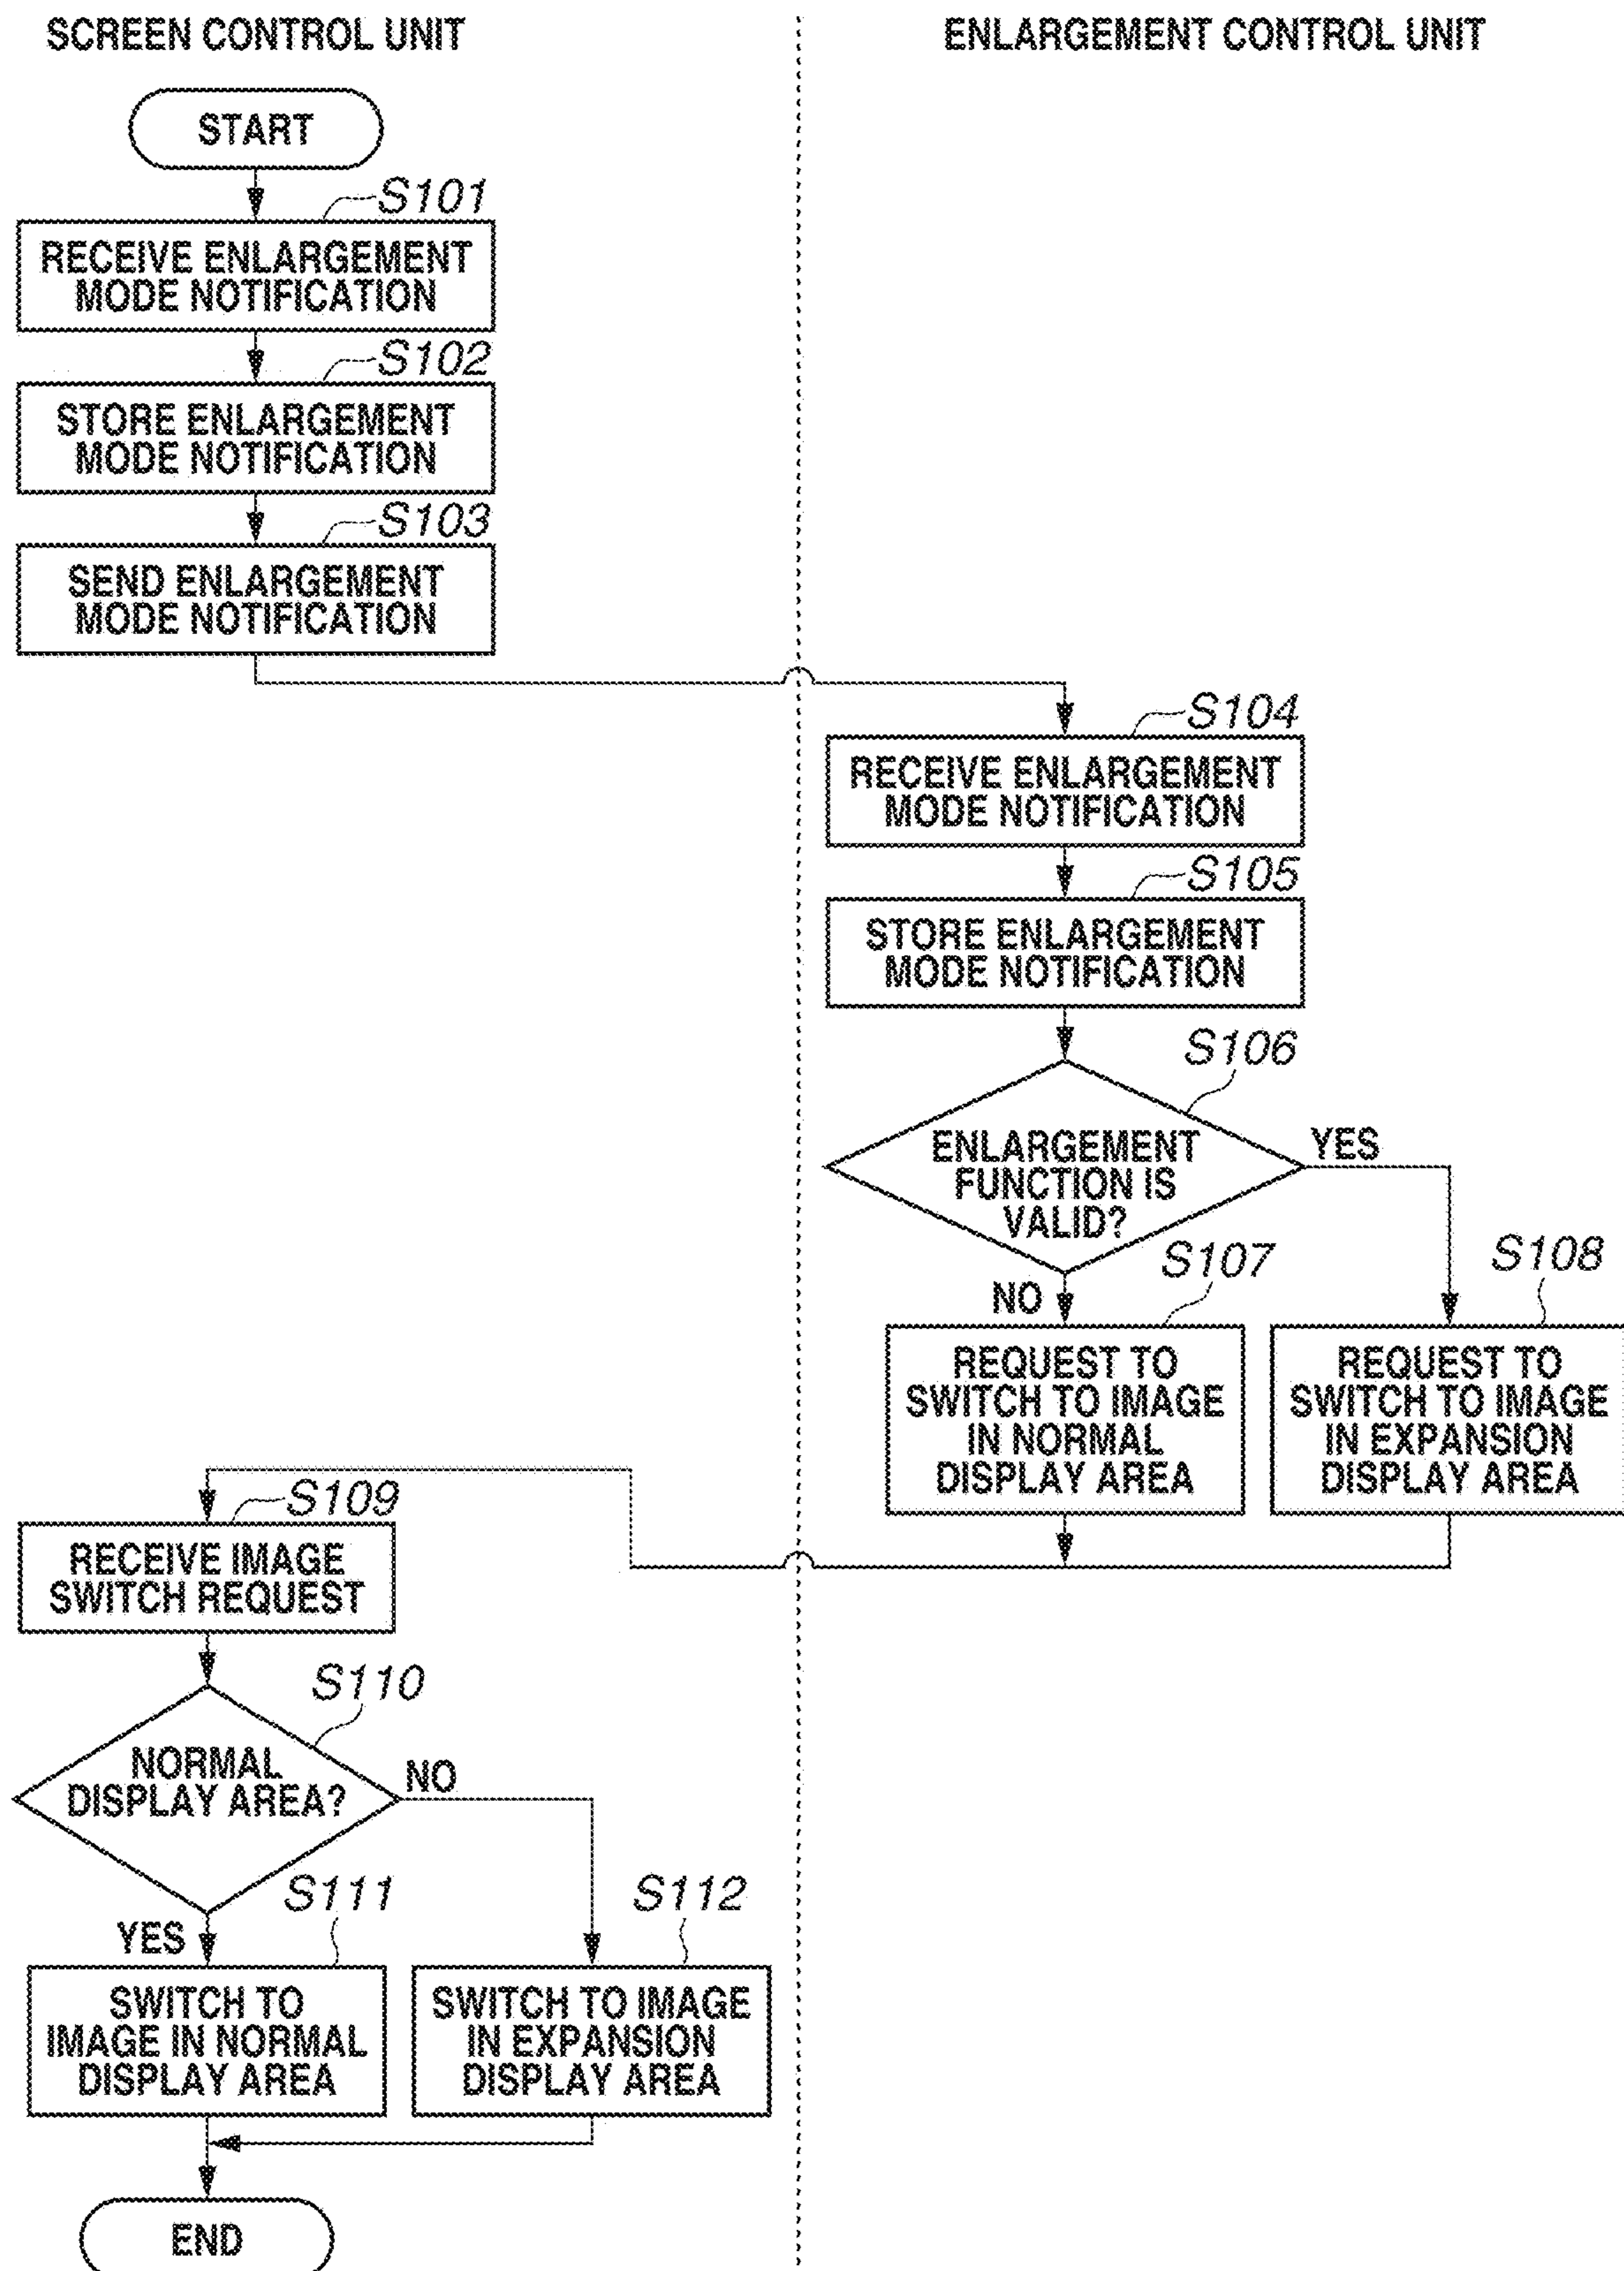 SCREEN CONTROL UNIT
ENLARGEMENT CONTROL UNIT
START
S101
RECEIVE ENLARGEMENT
MODE NOTIFICATION
S102
STORE ENLARGEMENT
MODE NOTIFICATION
S103
SEND ENLARGEMENT
MODE NOTIFICATION
S104
RECEIVE ENLARGEMENT
MODE NOTIFICATION
S105
STORE ENLARGEMENT
MODE NOTIFICATION
S106
ENLARGEMENT
FUNCTION IS
VALID?
YES
NO
S107
REQUEST TO
SWITCH TO IMAGE
IN NORMAL
DISPLAY AREA
S108
REQUEST TO
SWITCH TO IMAGE
IN EXPANSION
DISPLAY AREA
S109
RECEIVE IMAGE
SWITCH REQUEST
S110
NORMAL
DISPLAY AREA?
NO
YES
S111
SWITCH TO
IMAGE IN NORMAL
DISPLAY AREA
S112
SWITCH TO IMAGE
IN EXPANSION
DISPLAY AREA
END